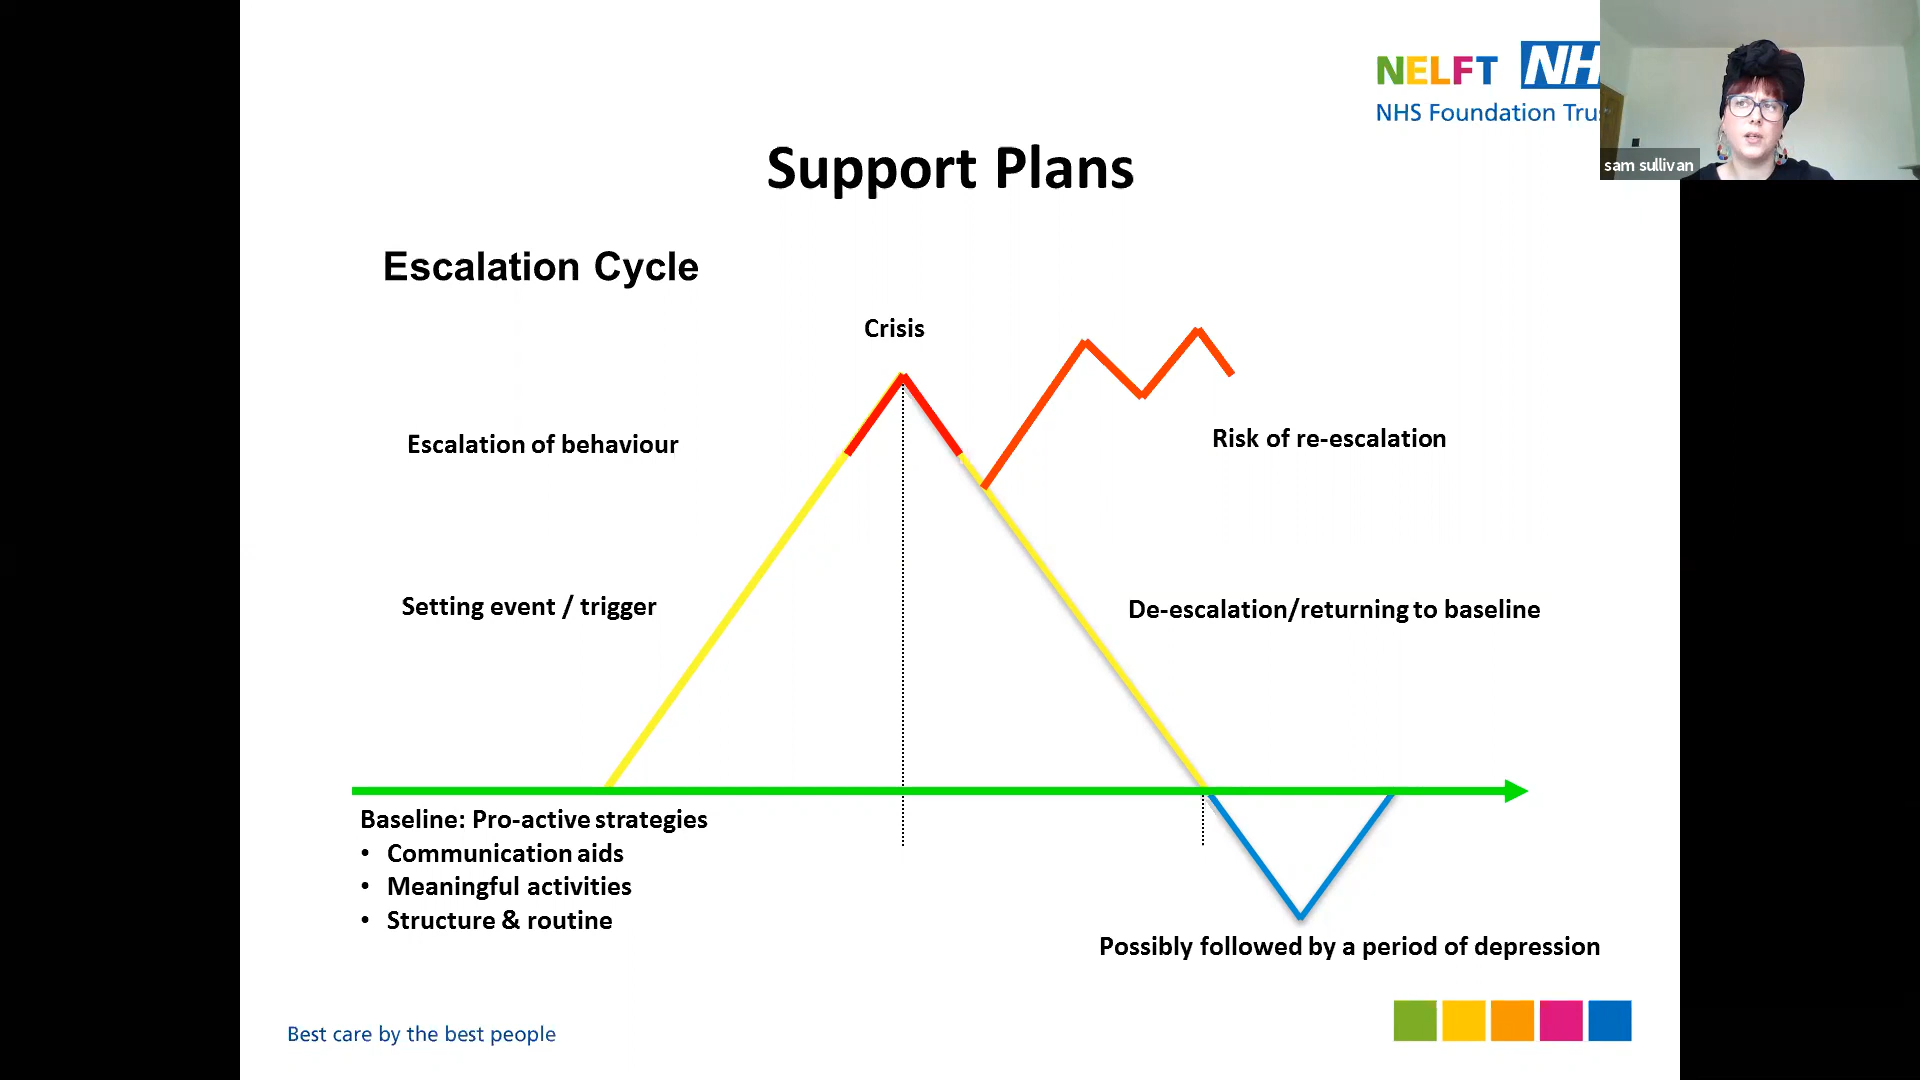 NELFT NH
NHS Foundation Trus
sam sullivan
Support Plans
Escalation Cycle
Crisis
Escalation of behaviour
Risk of re-escalation
Setting event / trigger
De-escalation/returning to baseline
Baseline: Pro-active strategies
• Communication aids
• Meaningful activities
• Structure & routine
Possibly followed by a period of depression
Best care by the best people